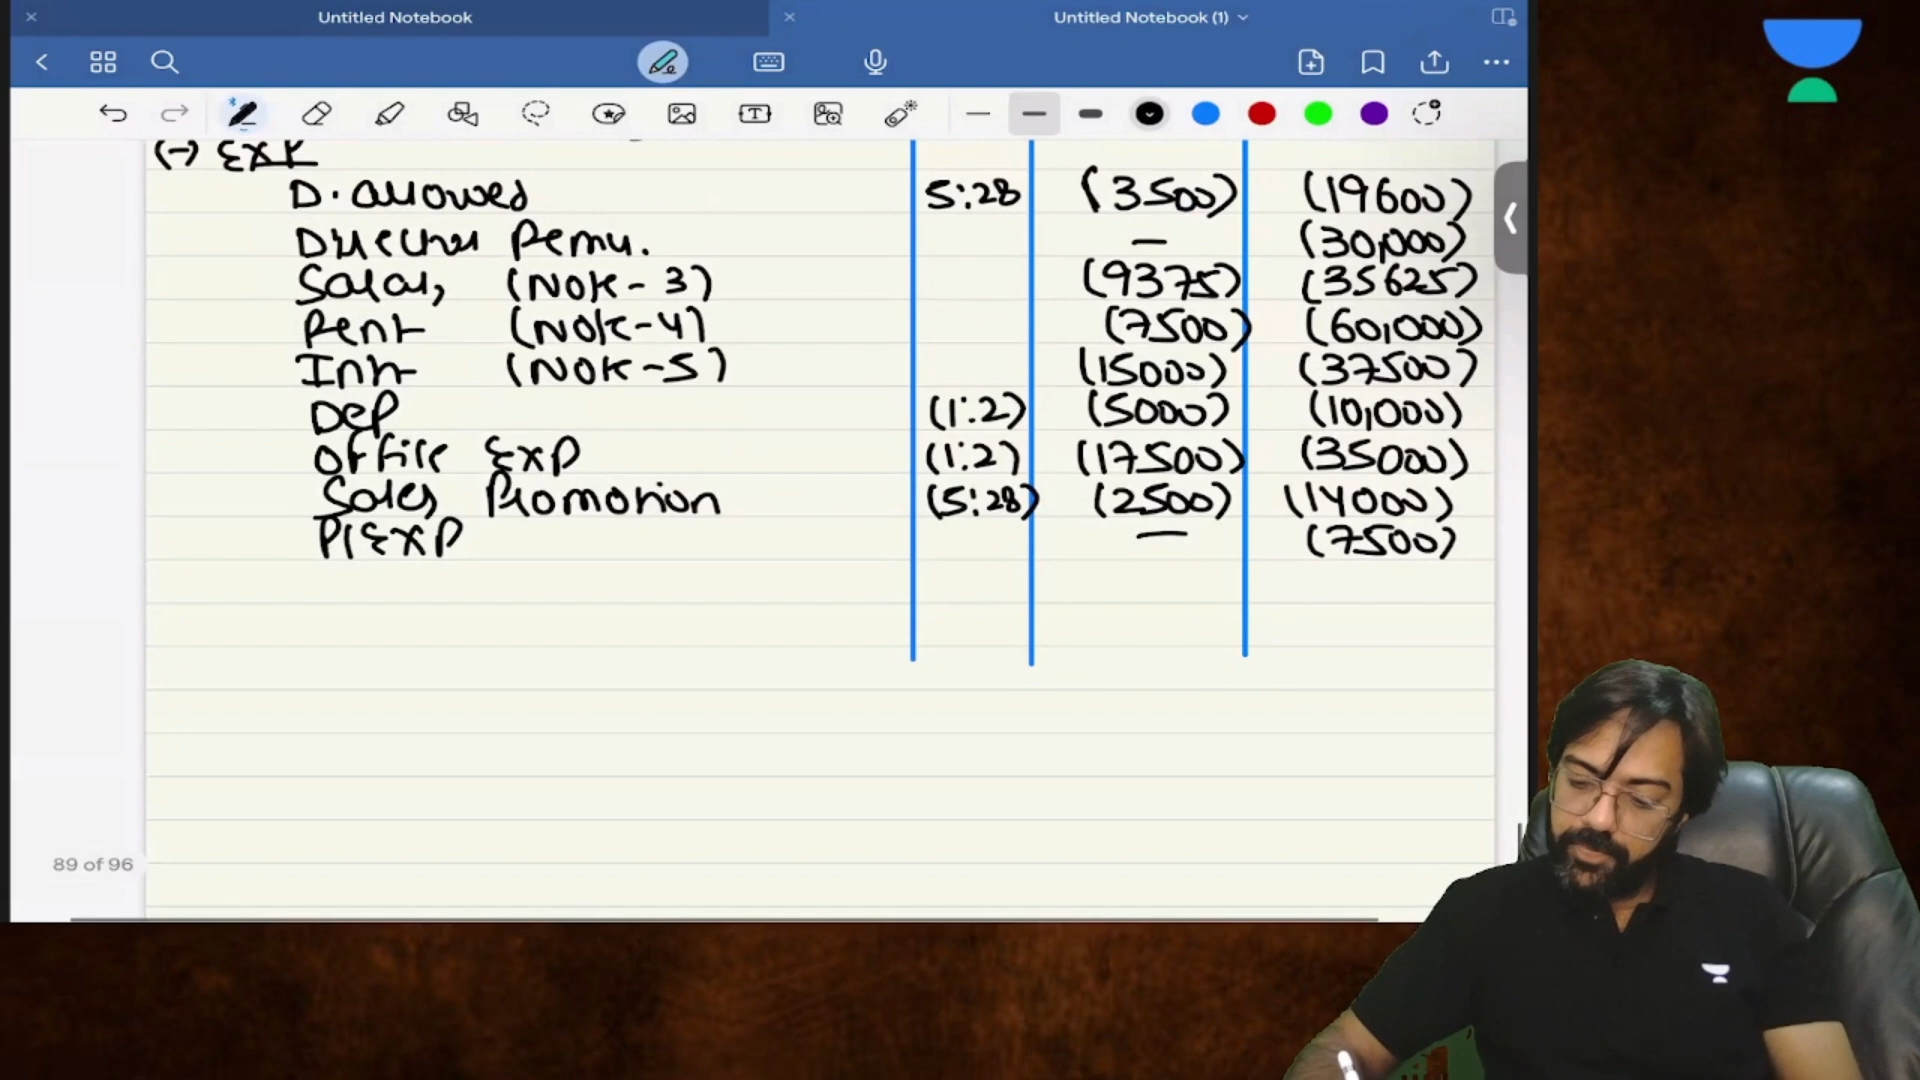 Untitled Notebook
Untitled Notebook (1)
(-) EXP
D. allowed 5:28 (3500) (19600)
Director Remu. — (30,000)
Salary (Note - 3) (9375) (35625)
Rent (Note-4) (7500) (60,000)
Intt (Note -5) (15000) (37500)
Dep (1:2) (5000) (10,000)
Office Exp (1:2) (17500) (35000)
Sales Promotion (5:28) (2500) (14000)
P/Exp — (7500)
89 of 96